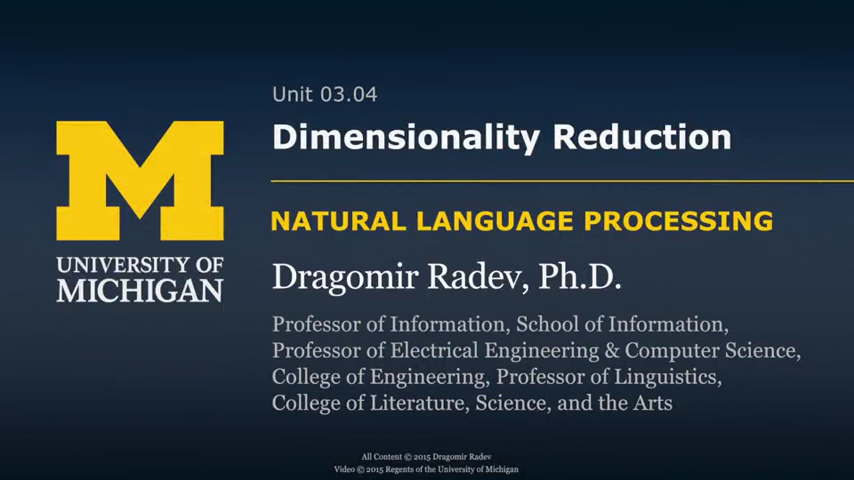 Unit 03.04
Dimensionality Reduction
NATURAL LANGUAGE PROCESSING
UNIVERSITY OF
MICHIGAN
Dragomir Radev, Ph.D.
Professor of Information, School of Information,
Professor of Electrical Engineering & Computer Science,
College of Engineering, Professor of Linguistics,
College of Literature, Science, and the Arts
All Content © 2015 Dragomir Radev
Video © 2015 Regents of the University of Michigan